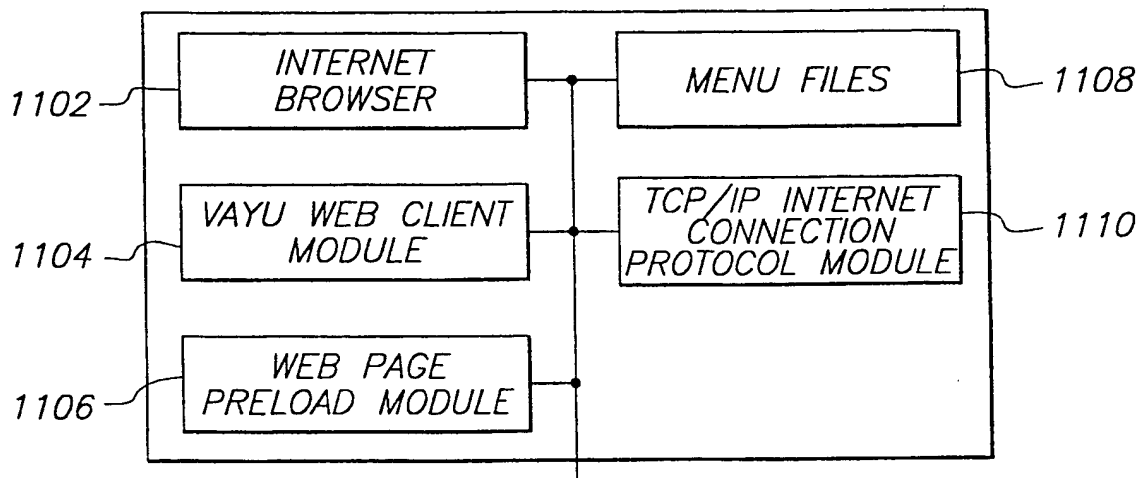 1102
INTERNET
BROWSER
MENU FILES
1108
1104
VAYU WEB CLIENT
MODULE
TCP/IP INTERNET
CONNECTION
PROTOCOL MODULE
1110
1106
WEB PAGE
PRELOAD MODULE